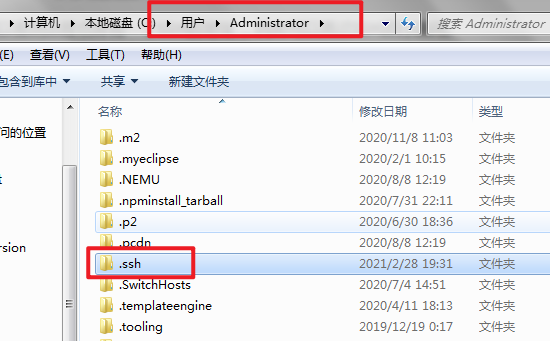 计算机 ▸ 本地磁盘 (C:) ▸ 用户 ▸ Administrator ▸ 搜索 Administrator
(E) 查看(V) 工具(T) 帮助(H)
包含到库中 ▾ 共享 ▾ 新建文件夹
名称 修改日期 类型
.m2 2020/11/8 11:03 文件夹
问的位置
.myeclipse 2020/2/1 10:15 文件夹
.NEMU 2020/8/8 12:19 文件夹
.npminstall_tarball 2020/7/31 22:11 文件夹
.p2 2020/6/30 18:36 文件夹
ersion .pcdn 2020/8/8 12:19 文件夹
.ssh 2021/2/28 19:31 文件夹
.SwitchHosts 2020/7/4 14:51 文件夹
.templateengine 2020/4/11 18:13 文件夹
.tooling 2019/12/19 0:17 文件夹